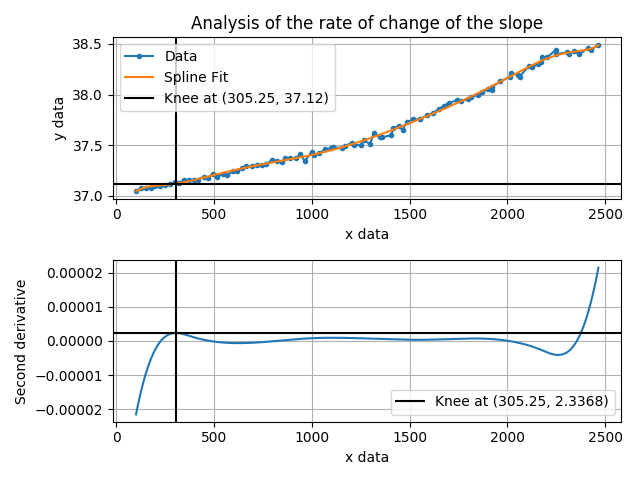 Analysis of the rate of change of the slope
38.5
38.0
37.5
37.0
y data
Data
Spline Fit
Knee at (305.25, 37.12)
0 500 1000 1500 2000 2500
x data
0.00002
0.00001
0.00000
−0.00001
−0.00002
Second derivative
Knee at (305.25, 2.3368)
0 500 1000 1500 2000 2500
x data